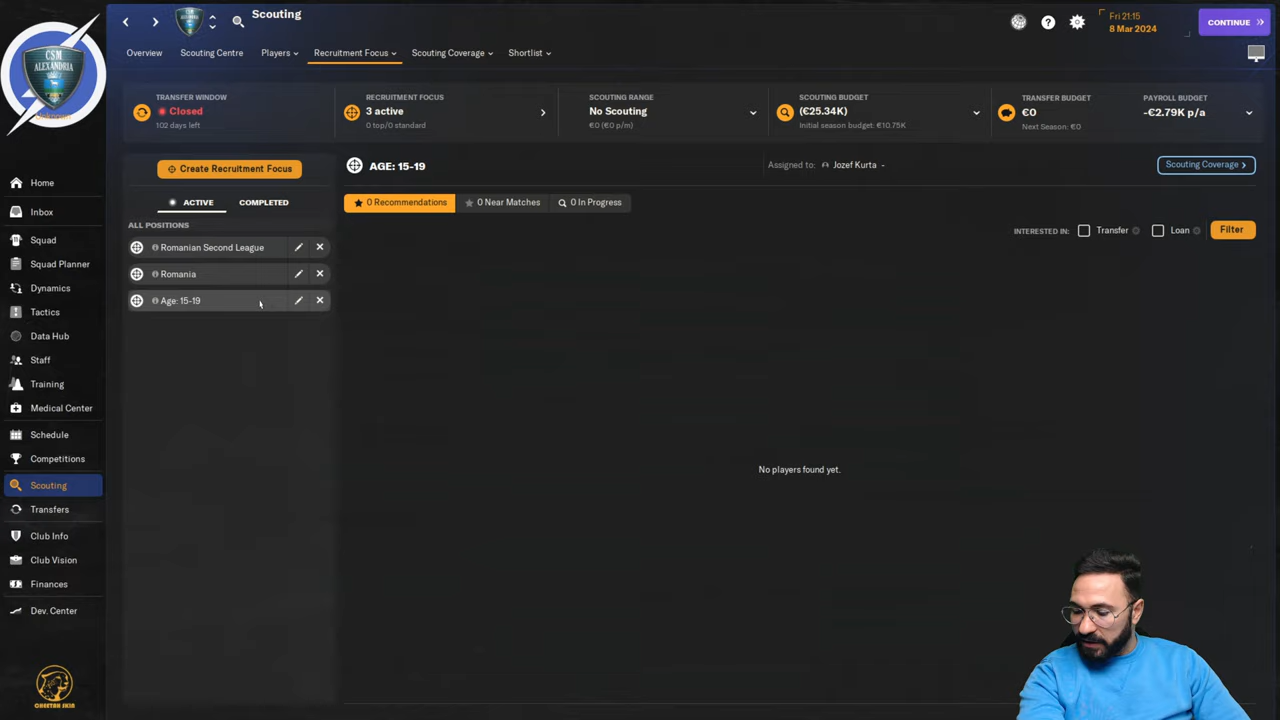 Scouting
Fri 21:15
8 Mar 2024
CONTINUE
CSM
ALEXANDRIA
Overview
Scouting Centre
Players
Recruitment Focus
Scouting Coverage
Shortlist
TRANSFER WINDOW
Closed
102 days left
RECRUITMENT FOCUS
3 active
0 top/0 standard
SCOUTING RANGE
No Scouting
€0 (€0 p/m)
SCOUTING BUDGET
(€25.34K)
Initial season budget: €10.75K
TRANSFER BUDGET
€0
Next Season: €0
PAYROLL BUDGET
-€2.79K p/a
Create Recruitment Focus
AGE: 15-19
Assigned to: Jozef Kurta -
Scouting Coverage >
ACTIVE
COMPLETED
0 Recommendations
0 Near Matches
0 In Progress
ALL POSITIONS
INTERESTED IN:
Transfer
Loan
Filter
Romanian Second League
Romania
Age: 15-19
No players found yet.
Home
Inbox
Squad
Squad Planner
Dynamics
Tactics
Data Hub
Staff
Training
Medical Center
Schedule
Competitions
Scouting
Transfers
Club Info
Club Vision
Finances
Dev. Center
CHEETAH SKIN